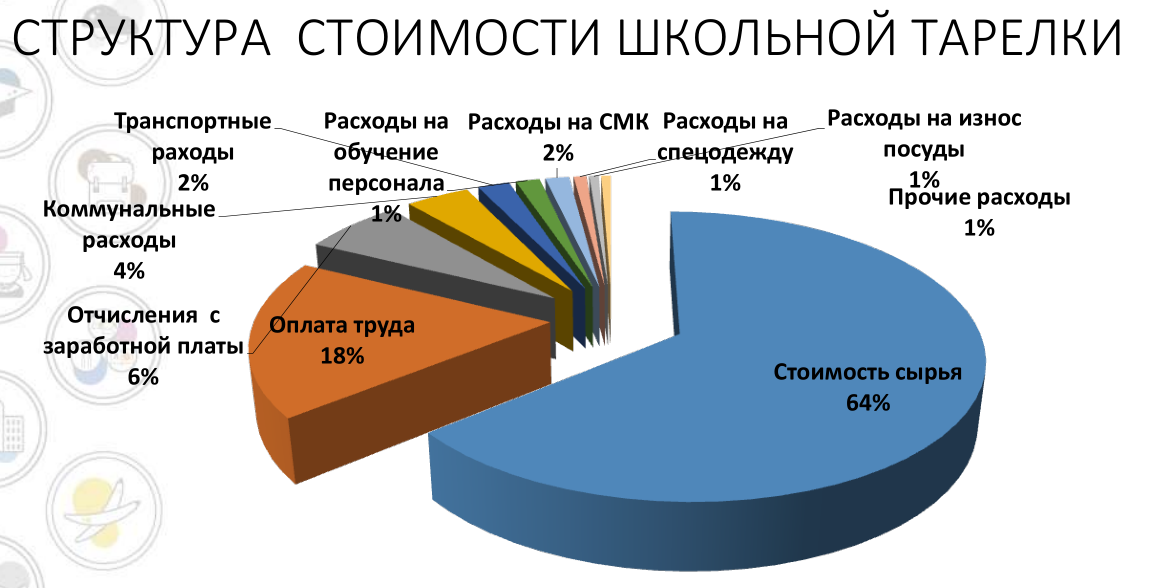 СТРУКТУРА СТОИМОСТИ ШКОЛЬНОЙ ТАРЕЛКИ
Транспортные
раходы
2%
Расходы на
обучение
персонала
1%
Расходы на СМК
2%
Расходы на
спецодежду
1%
Расходы на износ
посуды
1%
Прочие расходы
1%
Коммунальные
расходы
4%
Отчисления с
заработной платы
6%
Оплата труда
18%
Стоимость сырья
64%